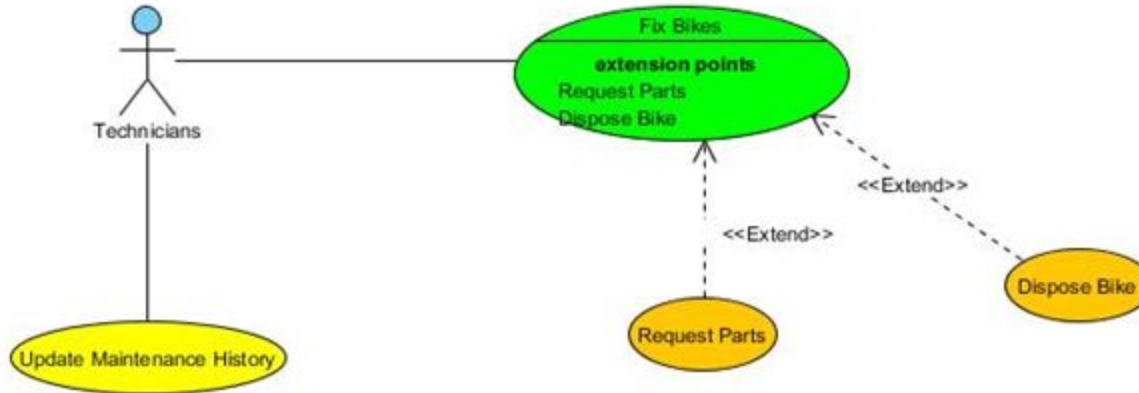 Fix Bikes
extension points
Request Parts
Dispose Bike
Technicians
<<Extend>>
<<Extend>>
Dispose Bike
Request Parts
Update Maintenance History